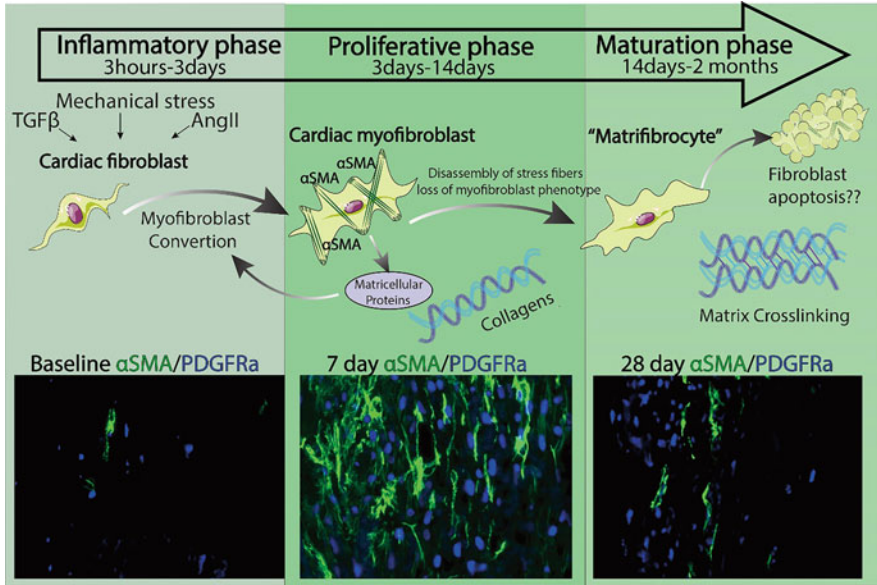 Inflammatory phase
3hours-3days
Proliferative phase
3days-14days
Maturation phase
14days-2 months
Mechanical stress
TGFβ
AngII
Cardiac fibroblast
Myofibroblast
Convertion
Cardiac myofibroblast
αSMA
αSMA
αSMA
Matricellular
Proteins
Collagens
Disassembly of stress fibers
loss of myofibroblast phenotype
"Matrifibrocyte"
Fibroblast
apoptosis??
Matrix Crosslinking
Baseline αSMA/PDGFRa
7 day αSMA/PDGFRa
28 day αSMA/PDGFRa